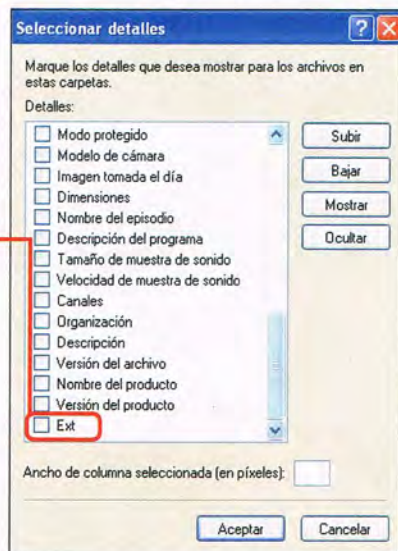 Seleccionar detalles
Marque los detalles que desea mostrar para los archivos en
estas carpetas.
Detalles:
Modo protegido
Modelo de cámara
Imagen tomada el día
Dimensiones
Nombre del episodio
Descripción del programa
Tamaño de muestra de sonido
Velocidad de muestra de sonido
Canales
Organización
Descripción
Versión del archivo
Nombre del producto
Versión del producto
Ext
Subir
Bajar
Mostrar
Ocultar
Ancho de columna seleccionada (en píxeles):
Aceptar
Cancelar